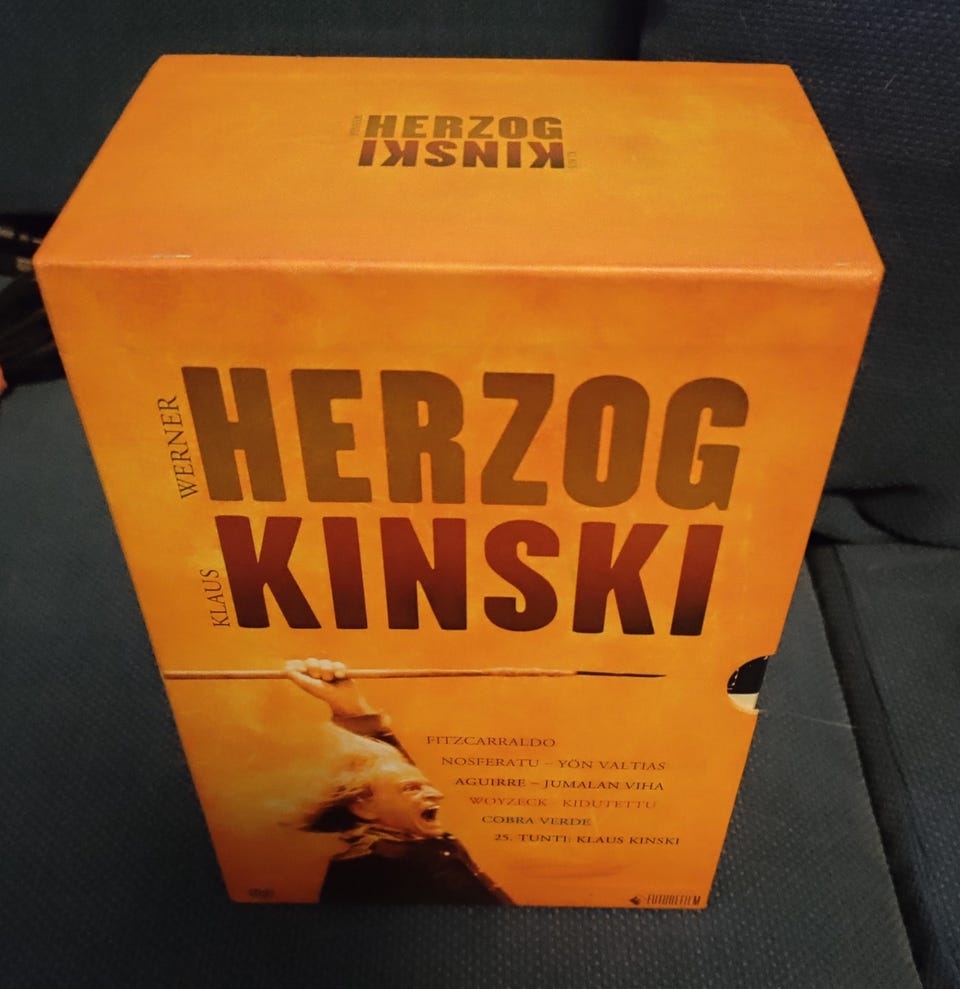 HERZOG
KINSKI
WERNER
HERZOG
KLAUS
KINSKI
FITZCARRALDO
NOSFERATU – YÖN VALTIAS
AGUIRRE – JUMALAN VIHA
WOYZECK - KIDUTETTU
COBRA VERDE
25. TUNTI: KLAUS KINSKI
FUTUREFILM